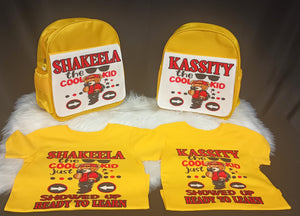 SHAKEELA
the
COOL KID
KASSITY
the
COOL KID
SHAKEELA
the
COOL KID
just
SHOWED UP
READY TO LEARN
KASSITY
the
COOL KID
just
SHOWED UP
READY TO LEARN